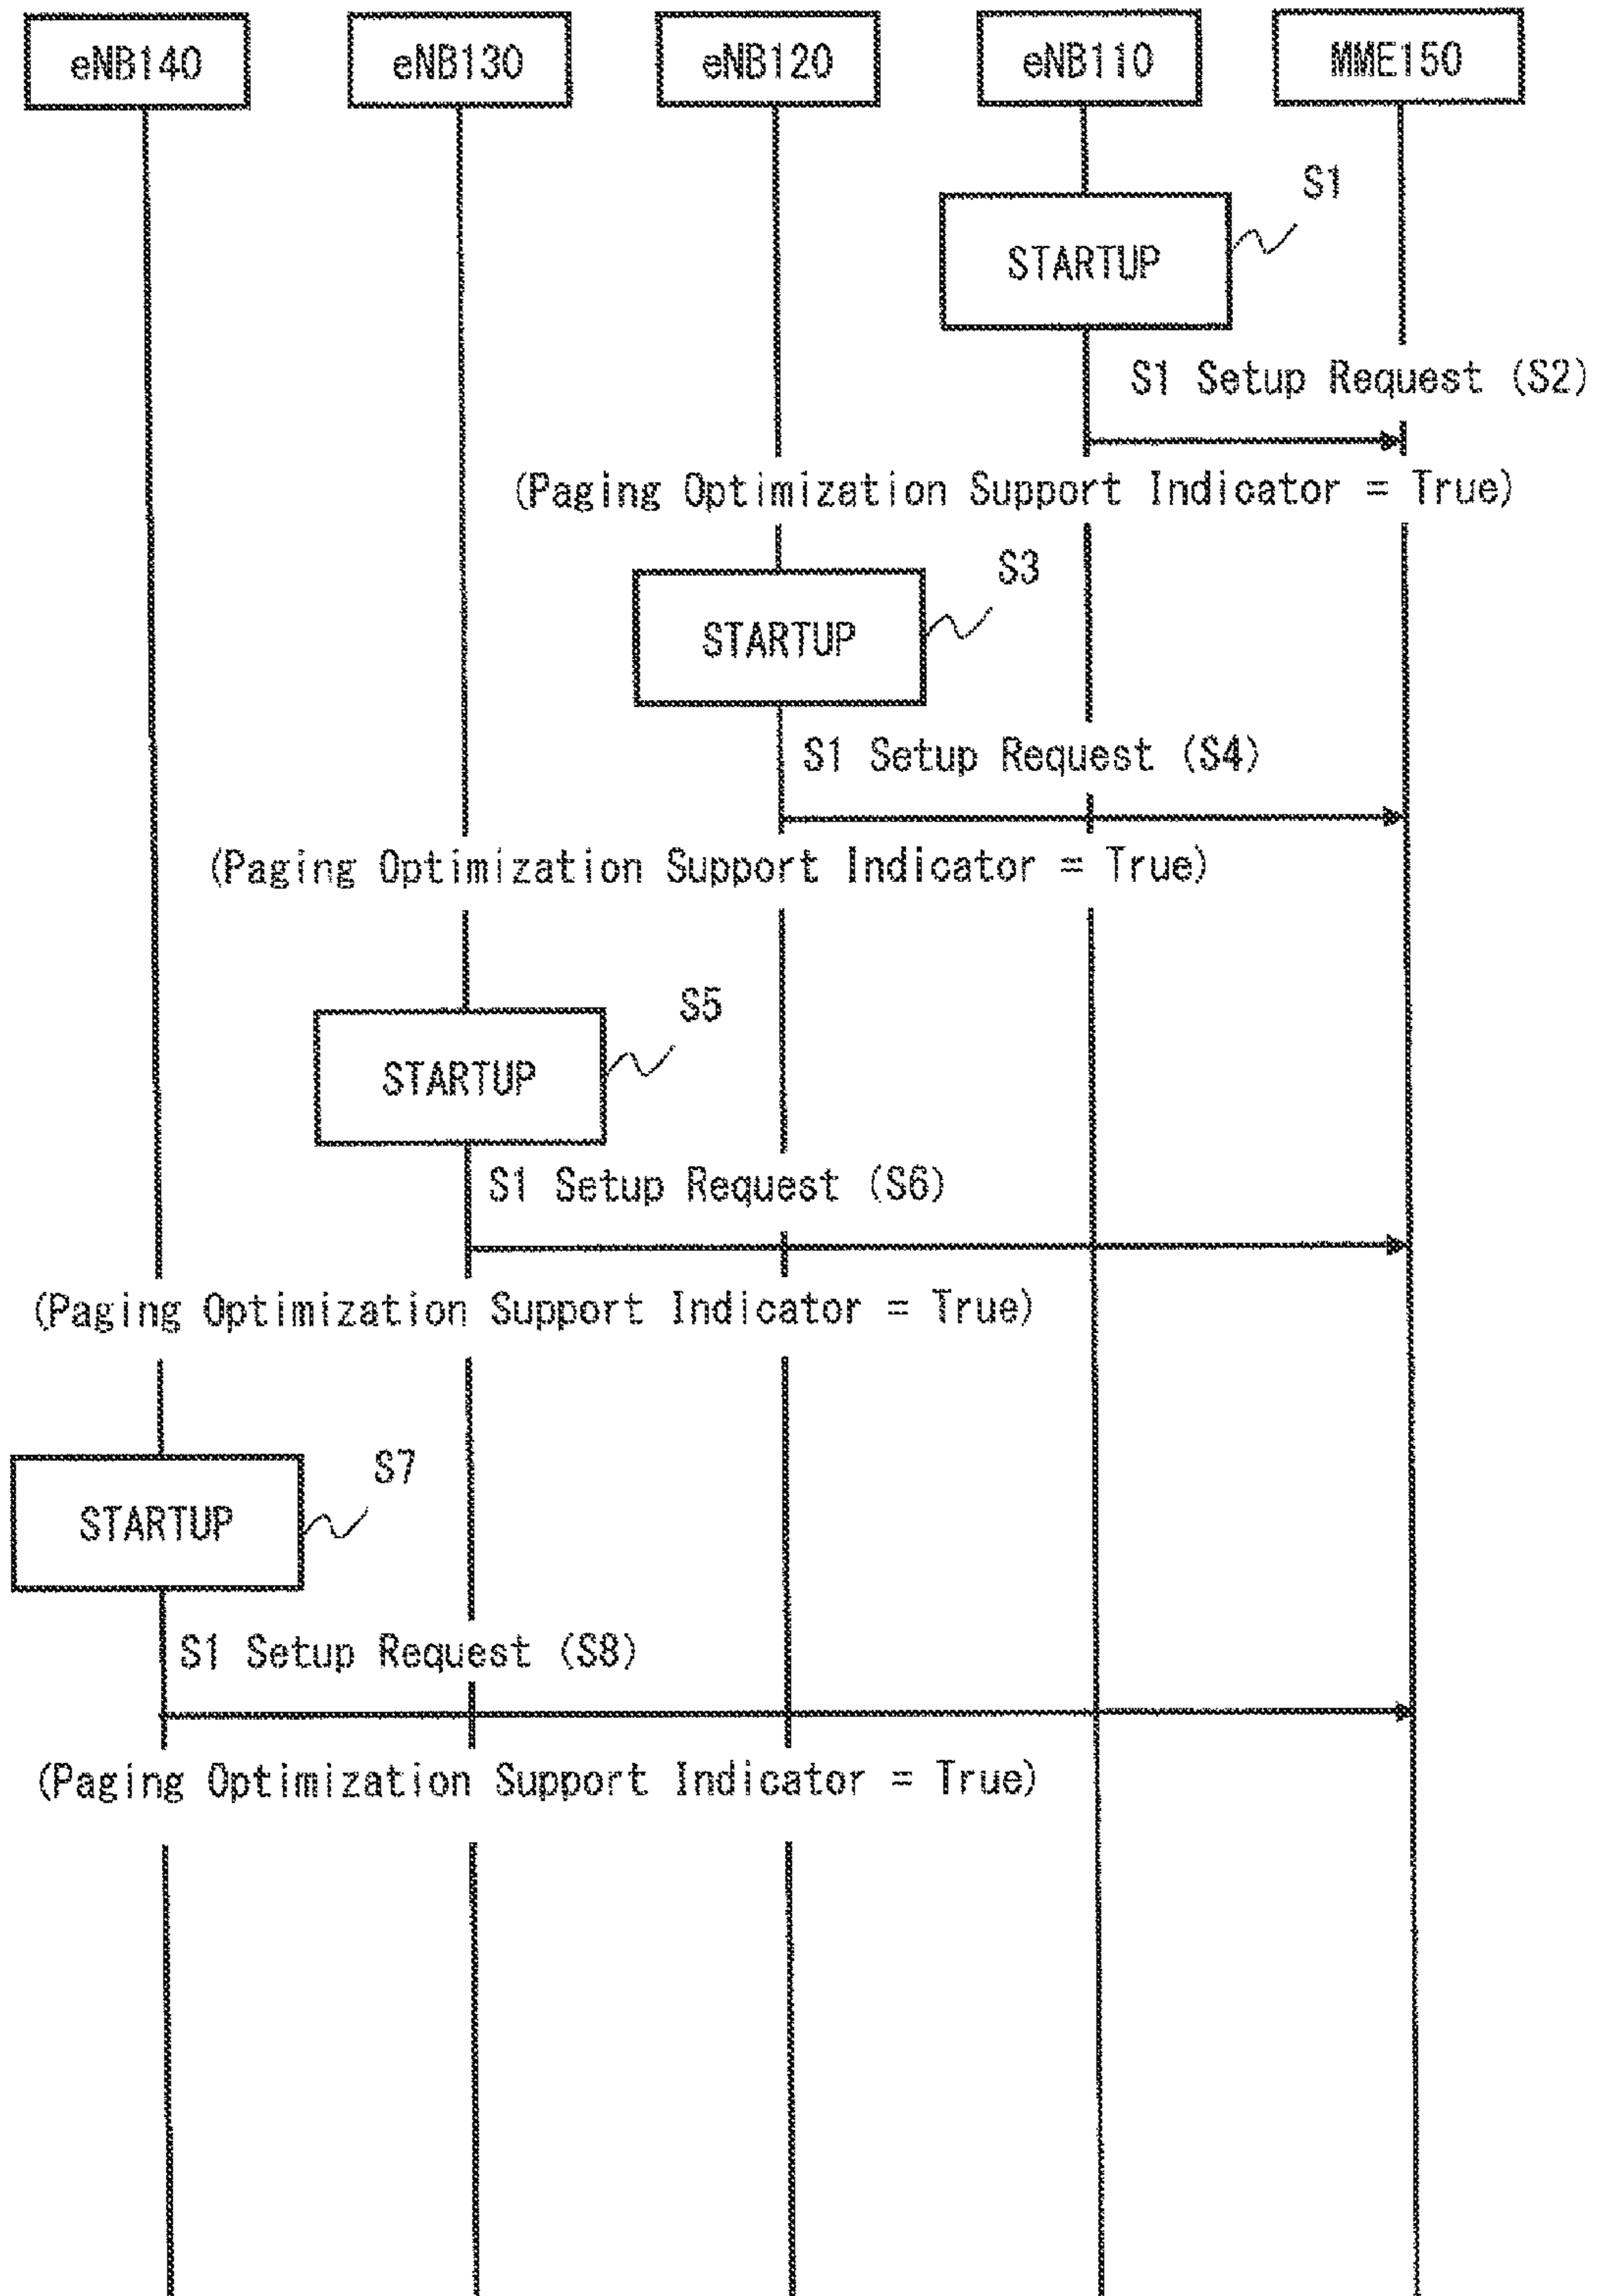 eNB140 eNB130 eNB120 eNB110 MME150
S1
STARTUP
S1 Setup Request (S2)
(Paging Optimization Support Indicator = True)
S3
STARTUP
S1 Setup Request (S4)
(Paging Optimization Support Indicator = True)
S5
STARTUP
S1 Setup Request (S6)
(Paging Optimization Support Indicator = True)
S7
STARTUP
S1 Setup Request (S8)
(Paging Optimization Support Indicator = True)